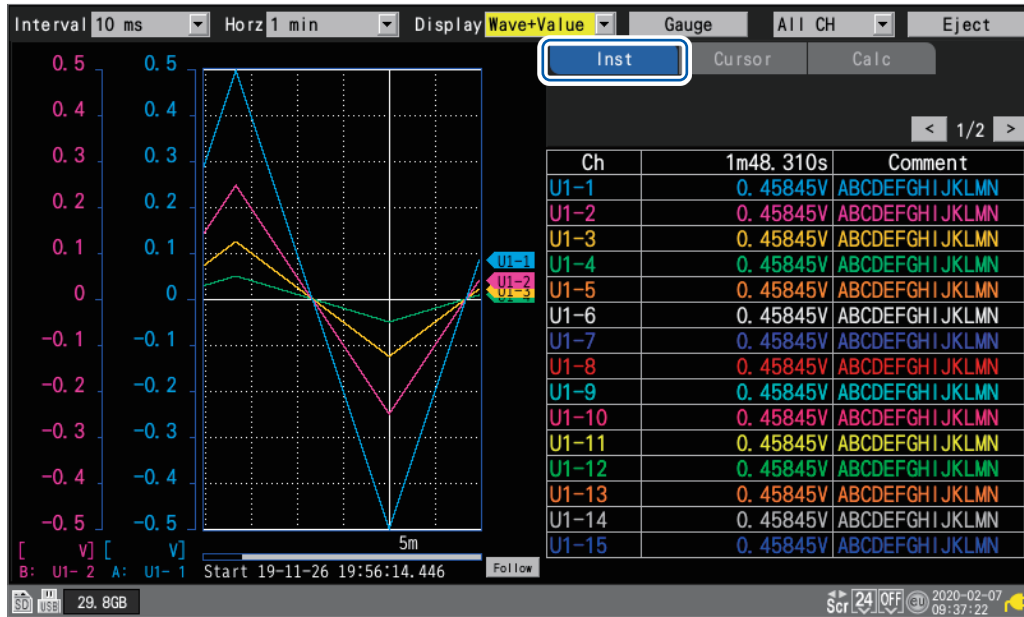 Interval 10 ms Horz 1 min Display Wave+Value Gauge All CH Eject
Inst Cursor Calc
< 1/2 >
0.5 0.5
0.4 0.4
0.3 0.3
0.2 0.2
0.1 0.1
0 0
-0.1 -0.1
-0.2 -0.2
-0.3 -0.3
-0.4 -0.4
-0.5 -0.5
[ V] [ V]
B: U1- 2 A: U1- 1
U1-1
U1-2
U1-3
U1-4
5m
Start 19-11-26 19:56:14.446
Follow
Ch 1m48.310s Comment
U1-1 0.45845V ABCDEFGHIJKLMN
U1-2 0.45845V ABCDEFGHIJKLMN
U1-3 0.45845V ABCDEFGHIJKLMN
U1-4 0.45845V ABCDEFGHIJKLMN
U1-5 0.45845V ABCDEFGHIJKLMN
U1-6 0.45845V ABCDEFGHIJKLMN
U1-7 0.45845V ABCDEFGHIJKLMN
U1-8 0.45845V ABCDEFGHIJKLMN
U1-9 0.45845V ABCDEFGHIJKLMN
U1-10 0.45845V ABCDEFGHIJKLMN
U1-11 0.45845V ABCDEFGHIJKLMN
U1-12 0.45845V ABCDEFGHIJKLMN
U1-13 0.45845V ABCDEFGHIJKLMN
U1-14 0.45845V ABCDEFGHIJKLMN
U1-15 0.45845V ABCDEFGHIJKLMN
SD USB 29.8GB
Scr 24 OFF eu 2020-02-07
09:37:22